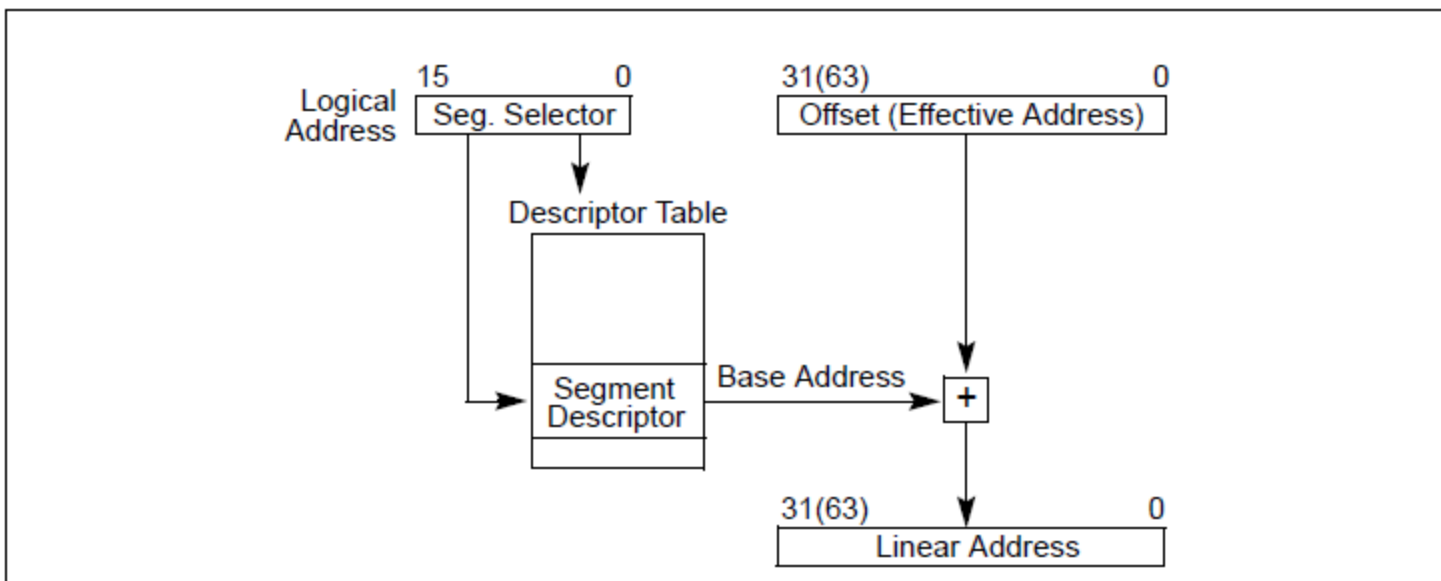 15 0 31(63) 0
Logical
Address
Seg. Selector
Offset (Effective Address)
Descriptor Table
Segment
Descriptor
Base Address
+
31(63) 0
Linear Address